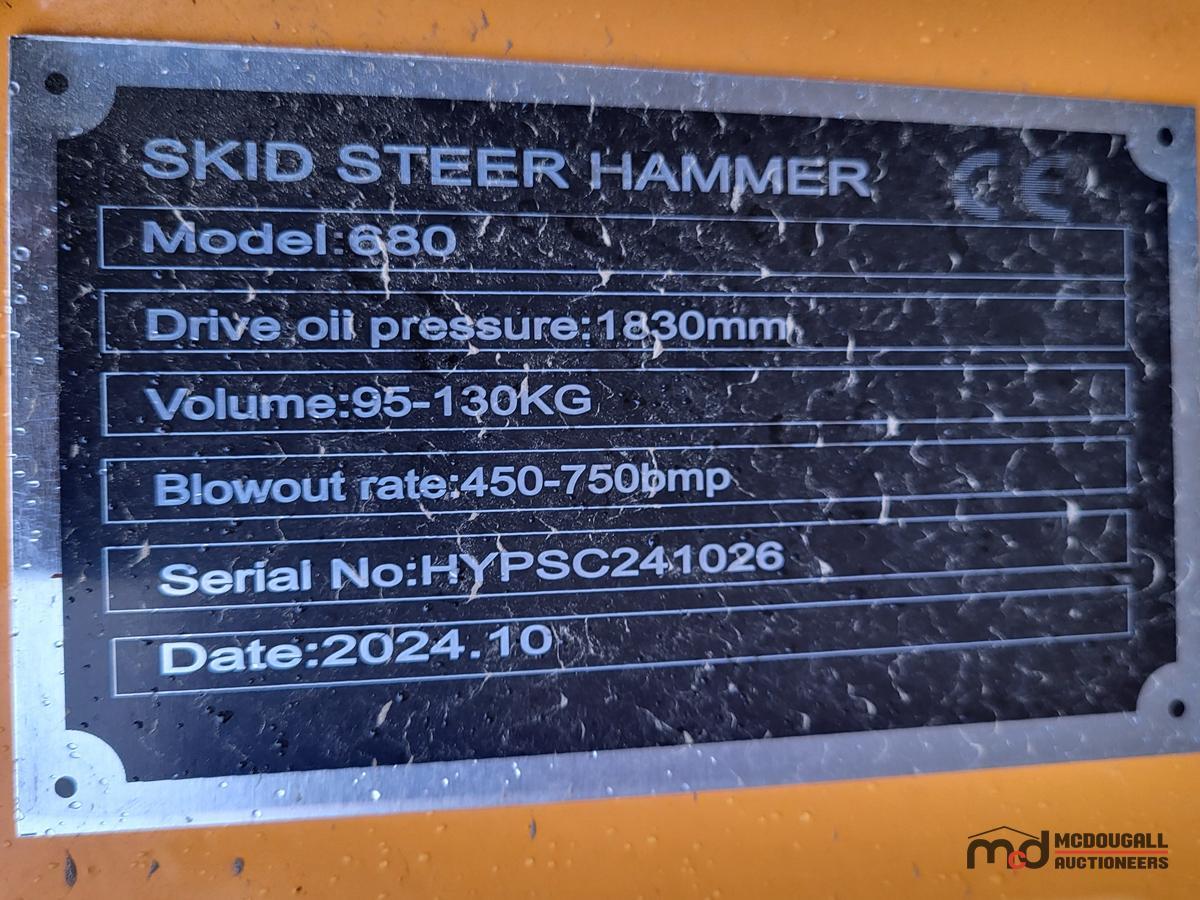 SKID STEER HAMMER CE
Model:680
Drive oil pressure:1830mm
Volume:95-130KG
Blowout rate:450-750bmp
Serial No:HYPSC241026
Date:2024.10
mcd MCDOUGALL
AUCTIONEERS